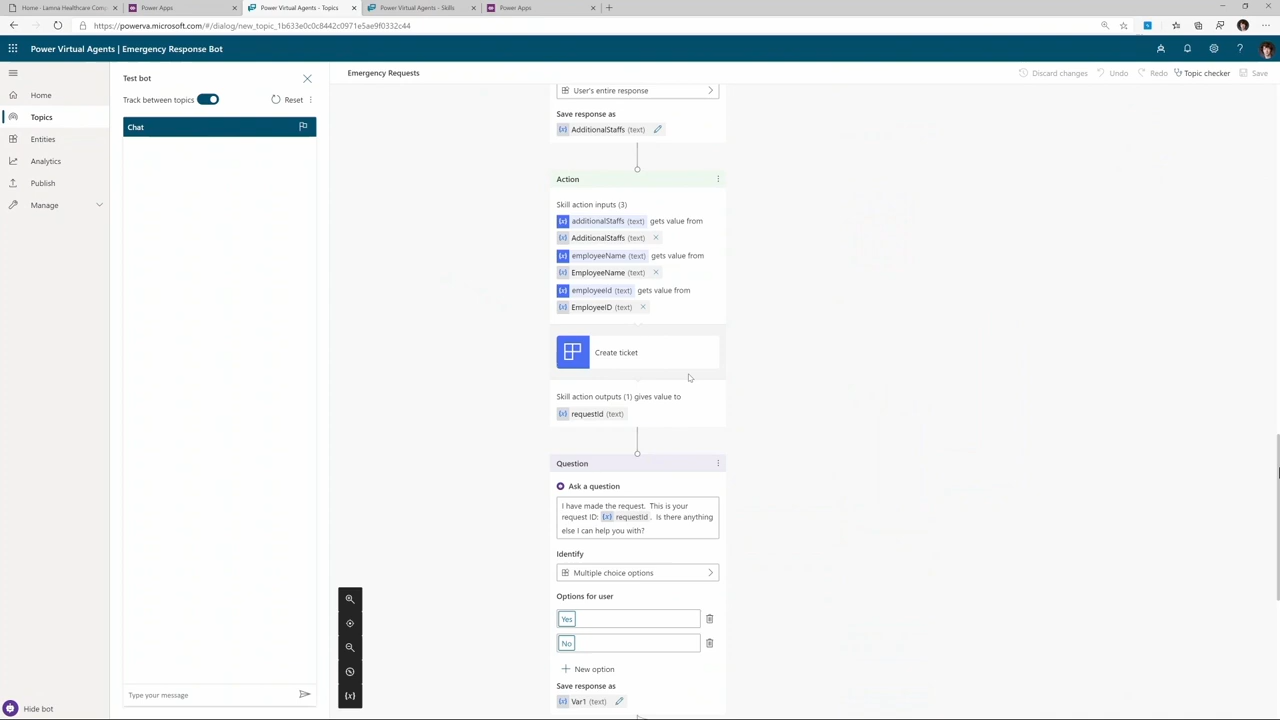 Home - Lamna Healthcare Comp
Power Apps
Power Virtual Agents - Topics
Power Virtual Agents - Skills
Power Apps
https://powerva.microsoft.com/#/dialog/new_topic_1b633e0c0c8442c0971e5ae9f0332c44
Power Virtual Agents | Emergency Response Bot
Home
Topics
Entities
Analytics
Publish
Manage
Hide bot
Test bot
Track between topics
Reset
Chat
Type your message
Emergency Requests
Discard changes
Undo
Redo
Topic checker
Save
User's entire response
Save response as
{x} AdditionalStaffs (text)
Action
Skill action inputs (3)
{x} additionalStaffs (text) gets value from
{x} AdditionalStaffs (text)
{x} employeeName (text) gets value from
{x} EmployeeName (text)
{x} employeeId (text) gets value from
{x} EmployeeID (text)
Create ticket
Skill action outputs (1) gives value to
{x} requestId (text)
Question
Ask a question
I have made the request. This is your
request ID: {x} requestId . Is there anything
else I can help you with?
Identify
Multiple choice options
Options for user
Yes
No
New option
Save response as
{x} Var1 (text)
{x}